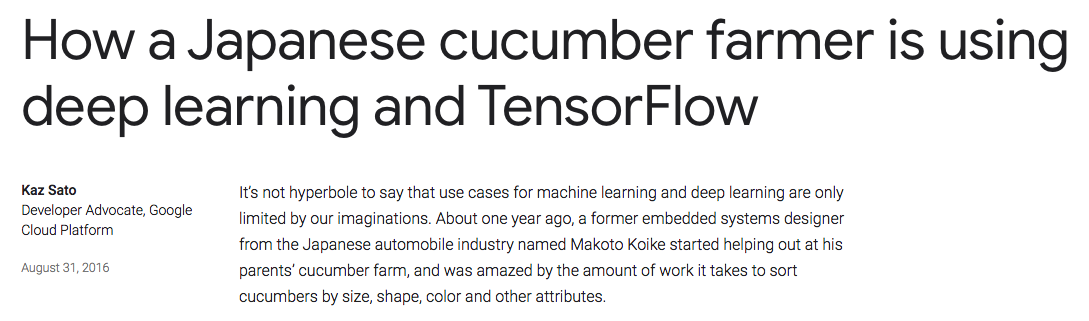 How a Japanese cucumber farmer is using
deep learning and TensorFlow
Kaz Sato
Developer Advocate, Google
Cloud Platform
August 31, 2016
It's not hyperbole to say that use cases for machine learning and deep learning are only
limited by our imaginations. About one year ago, a former embedded systems designer
from the Japanese automobile industry named Makoto Koike started helping out at his
parents' cucumber farm, and was amazed by the amount of work it takes to sort
cucumbers by size, shape, color and other attributes.